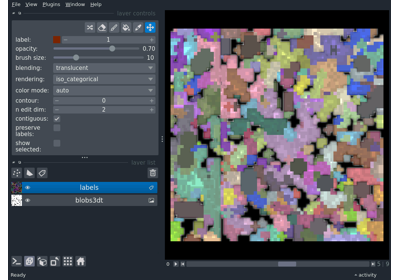 File View Plugins Window Help
layer controls
label: 1
opacity: 0.70
brush size: 10
blending: translucent
rendering: iso_categorical
color mode: auto
contour: 0
n edit dim: 2
contiguous:
preserve
labels:
show
selected:
layer list
labels
blobs3dt
activity